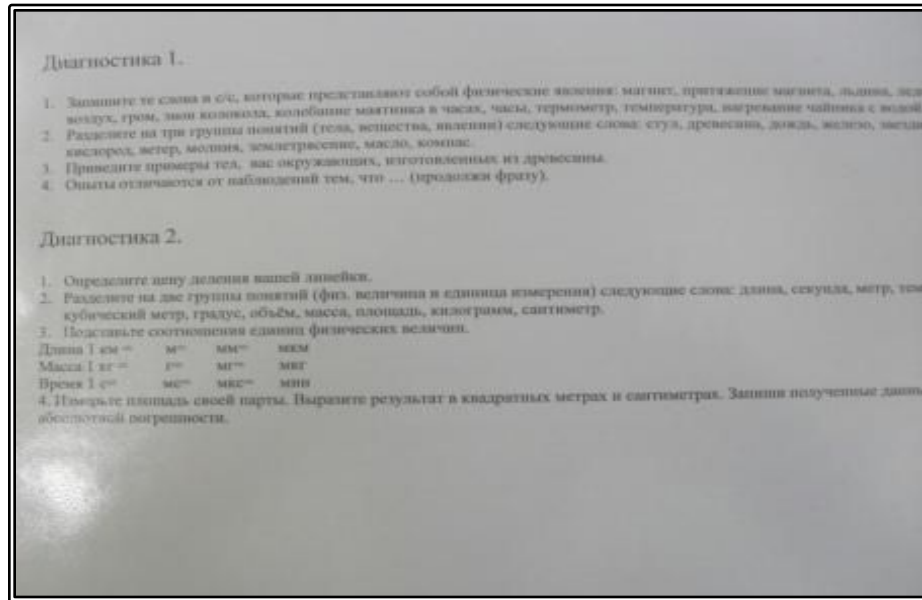 Диагностика 1.
1. Запишите те слова и с/с, которые представляют собой физические явления: магнит, притяжение магнита, льдина,
воздух, гром, звон колокола, колебание маятника в часах, часы, термометр, температура, нагревание чайника с водой
2. Разделите на три группы понятий (тела, вещества, явления) следующие слова: стул, древесина, дождь, железо, звезда
кислород, ветер, молния, землетрясение, масло, компас.
3. Приведите примеры тел, нас окружающих, изготовленных из древесины.
4. Опыты отличаются от наблюдений тем, что … (продолжи фразу).
Диагностика 2.
1. Определите цену деления вашей линейки.
2. Разделите на две группы понятий (физ. величина и единица измерения) следующие слова: длина, секунда, метр,
кубический метр, градус, объём, масса, площадь, килограмм, сантиметр.
3. Подставьте соотношения единиц физических величин.
Длина 1 км = м= мм= мкм
Масса 1 кг = г= мг= мкг
Время 1 с= мс= мкс= мин
4. Измерьте площадь своей парты. Выразите результат в квадратных метрах и сантиметрах. Запиши полученные
абсолютной погрешности.